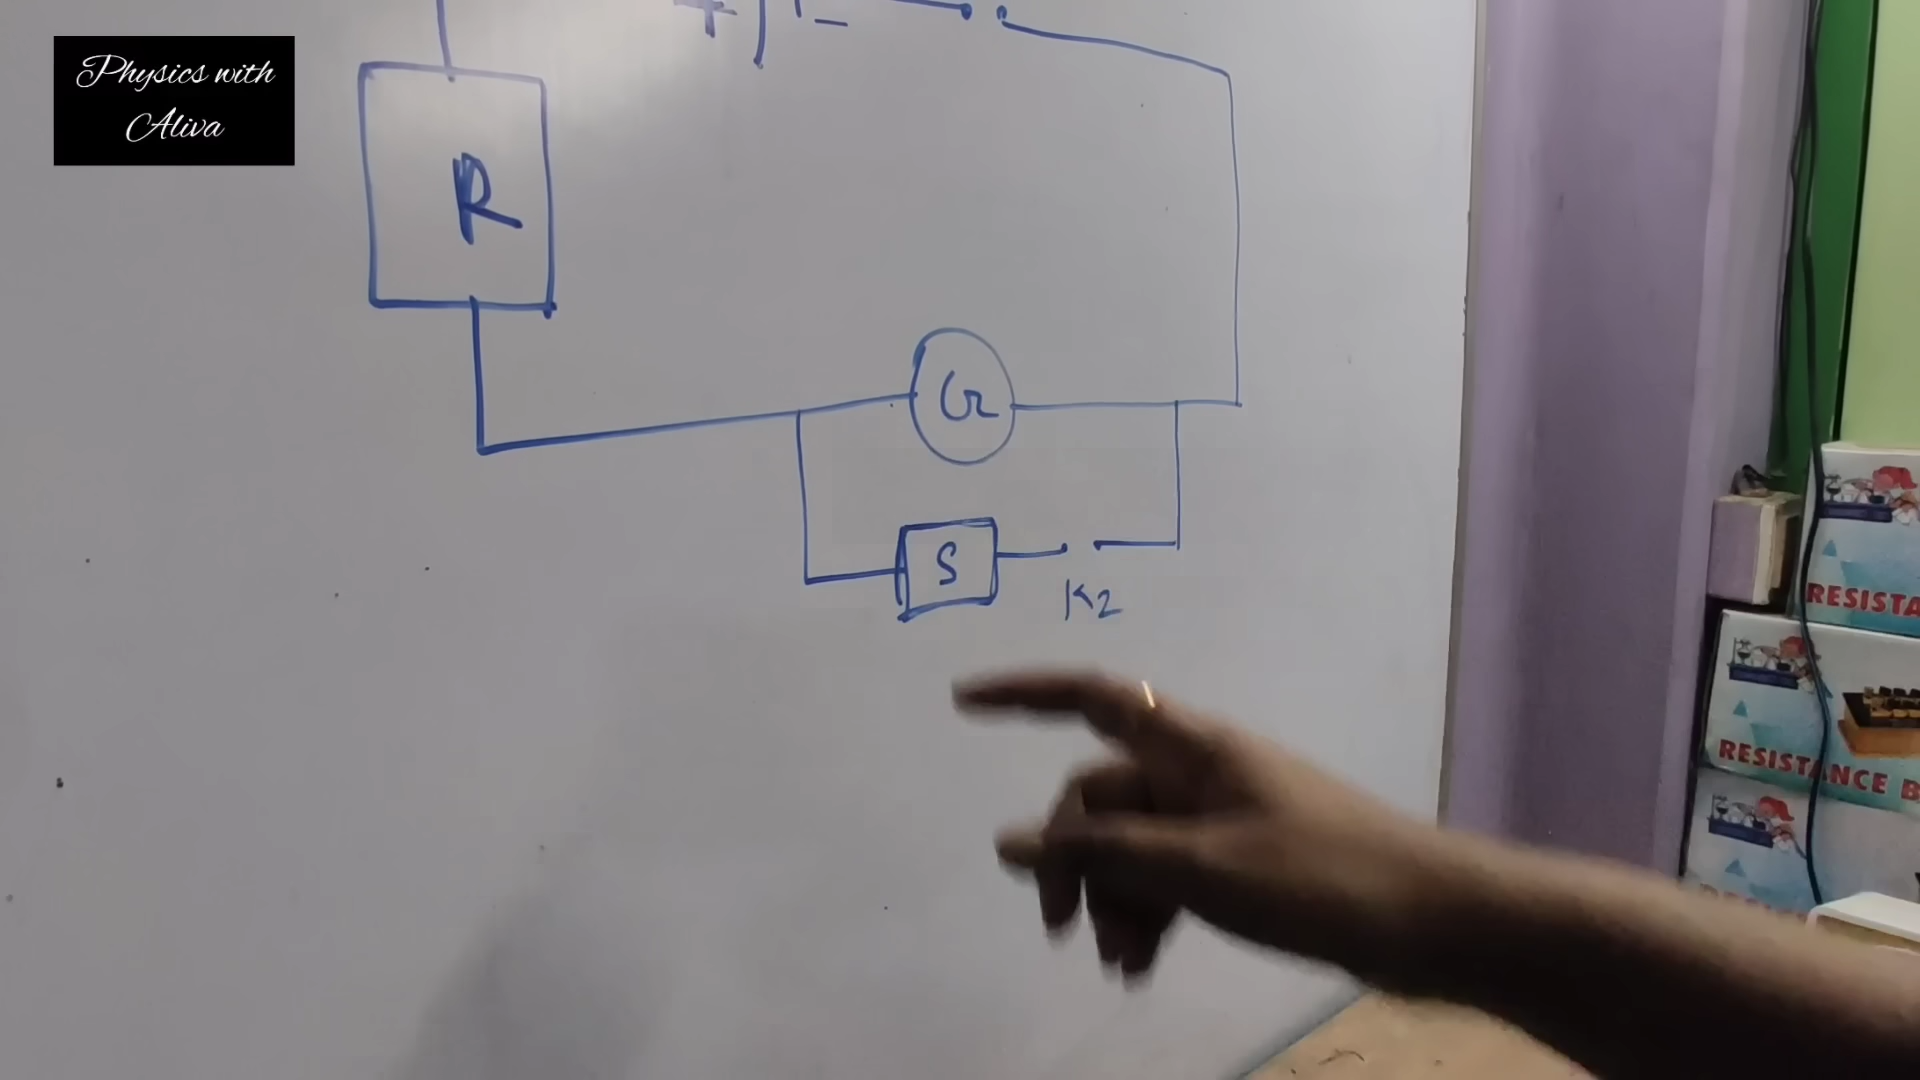 Physics with
Aliva
+ -
R
G
S
K2
RESISTA
RESISTANCE B